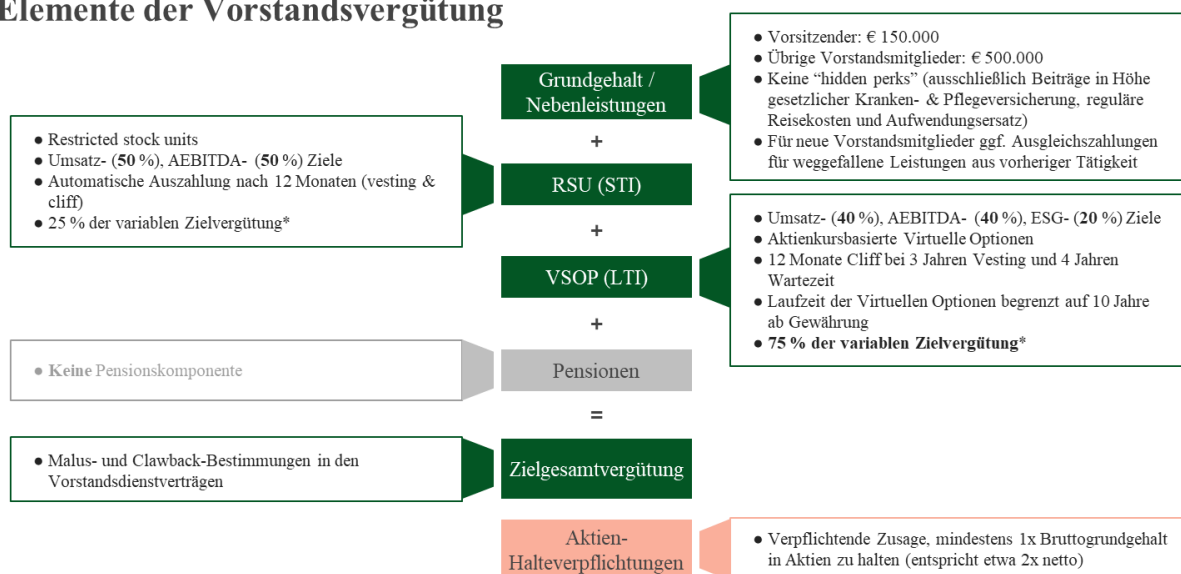 Elemente der Vorstandsvergütung
● Vorsitzender: € 150.000
● Übrige Vorstandsmitglieder: € 500.000
● Keine “hidden perks” (ausschließlich Beiträge in Höhe
gesetzlicher Kranken- & Pflegeversicherung, reguläre
Reisekosten und Aufwendungsersatz)
● Für neue Vorstandsmitglieder ggf. Ausgleichszahlungen
für weggefallene Leistungen aus vorheriger Tätigkeit
Grundgehalt /
Nebenleistungen
+
● Restricted stock units
● Umsatz- (50 %), AEBITDA- (50 %) Ziele
● Automatische Auszahlung nach 12 Monaten (vesting &
cliff)
● 25 % der variablen Zielvergütung*
RSU (STI)
+
● Umsatz- (40 %), AEBITDA- (40 %), ESG- (20 %) Ziele
● Aktienkursbasierte Virtuelle Optionen
● 12 Monate Cliff bei 3 Jahren Vesting und 4 Jahren
Wartezeit
● Laufzeit der Virtuellen Optionen begrenzt auf 10 Jahre
ab Gewährung
● 75 % der variablen Zielvergütung*
VSOP (LTI)
+
● Keine Pensionskomponente
Pensionen
=
● Malus- und Clawback-Bestimmungen in den
Vorstandsdienstverträgen
Zielgesamtvergütung
Aktien-
Halteverpflichtungen
● Verpflichtende Zusage, mindestens 1x Bruttogrundgehalt
in Aktien zu halten (entspricht etwa 2x netto)